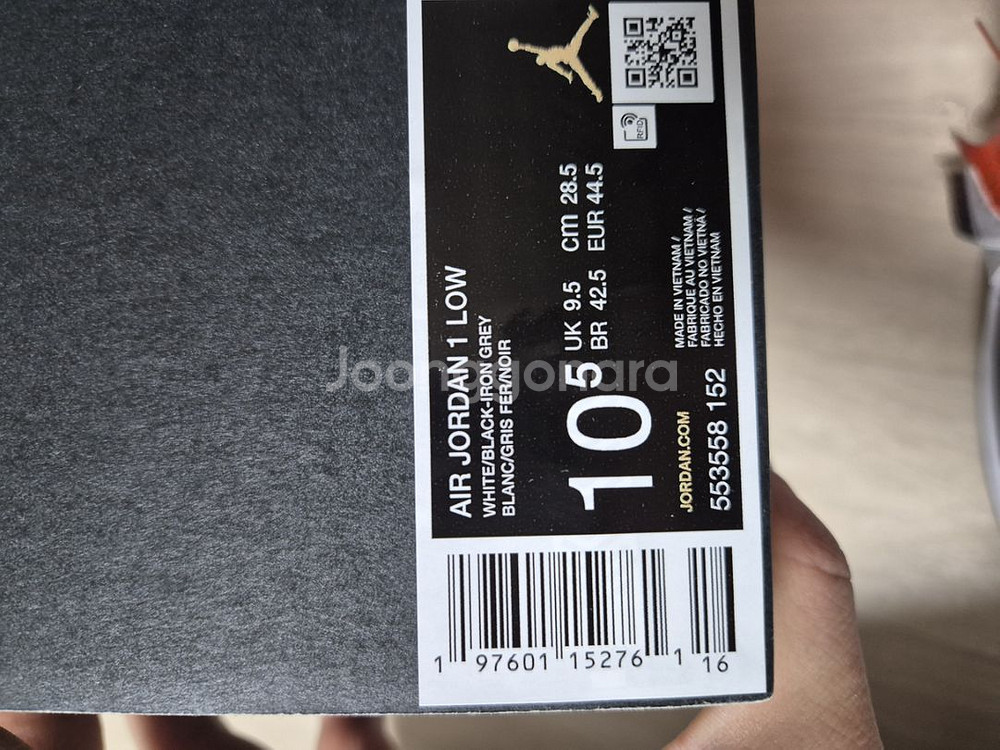 AIR JORDAN 1 LOW
WHITE/BLACK-IRON GREY
BLANC/GRIS FER/NOIR
RFID
10⁵
UK 9.5 cm 28.5
BR 42.5 EUR 44.5
JORDAN.COM
MADE IN VIETNAM /
FABRIQUE AU VIETNAM /
FABRICADO NO VIETNÃ /
HECHO EN VIETNAM
553558 152
1 97601 15276 1 16
Joonggonara